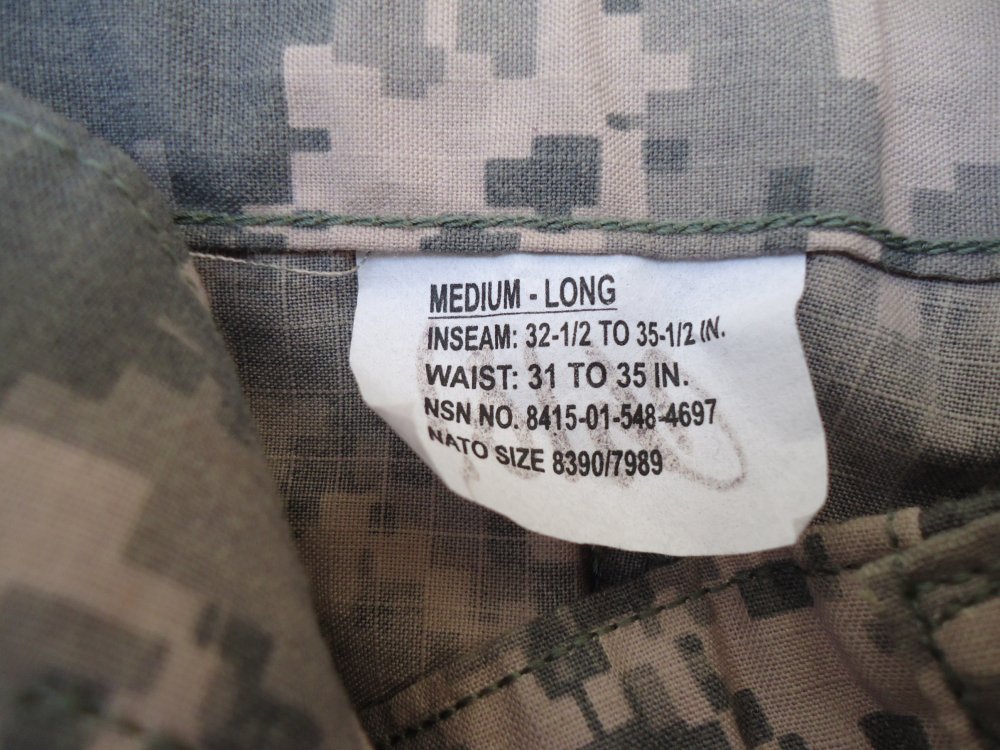 MEDIUM - LONG
INSEAM: 32-1/2 TO 35-1/2 IN.
WAIST: 31 TO 35 IN.
NSN NO. 8415-01-548-4697
NATO SIZE 8390/7989